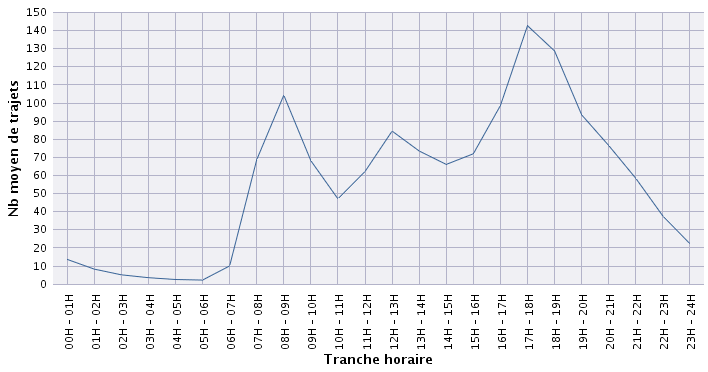 150
140
130
120
110
100
90
80
70
60
50
40
30
20
10
0
Nb moyen de trajets
00H - 01H
01H - 02H
02H - 03H
03H - 04H
04H - 05H
05H - 06H
06H - 07H
07H - 08H
08H - 09H
09H - 10H
10H - 11H
11H - 12H
12H - 13H
13H - 14H
14H - 15H
15H - 16H
16H - 17H
17H - 18H
18H - 19H
19H - 20H
20H - 21H
21H - 22H
22H - 23H
23H - 24H
Tranche horaire